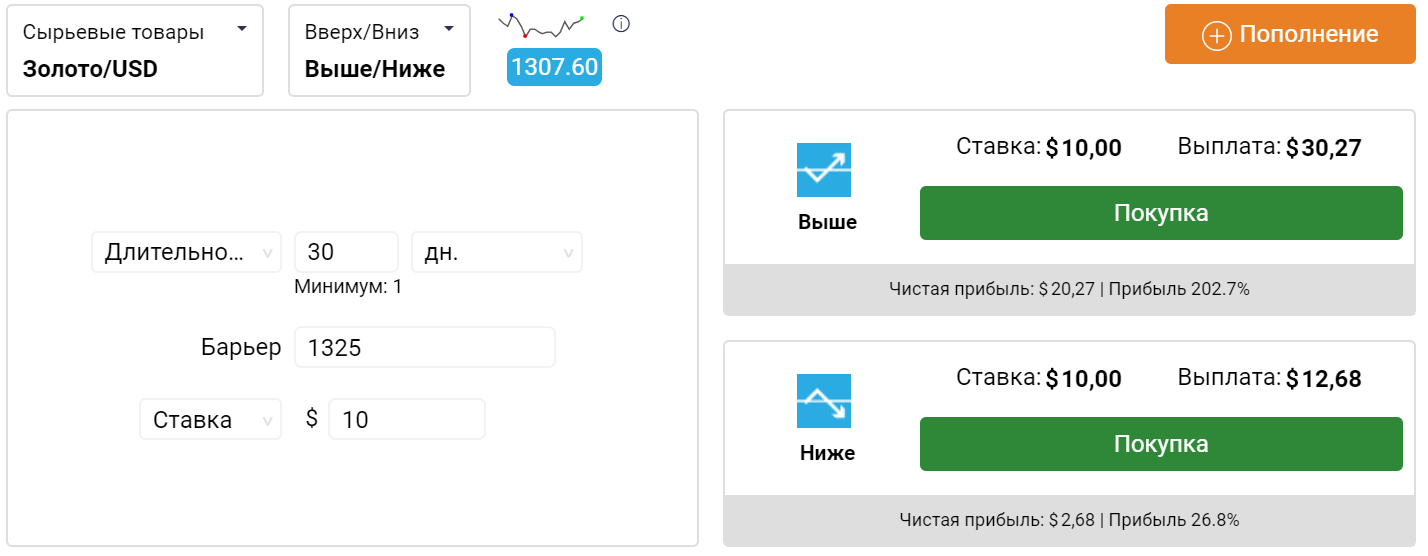 Сырьевые товары
Золото/USD
Вверх/Вниз
Выше/Ниже
1307.60
Пополнение
Длительно... 30 дн.
Минимум: 1
Барьер 1325
Ставка $ 10
Ставка: $10,00 Выплата: $30,27
Покупка
Выше
Чистая прибыль: $20,27 | Прибыль 202.7%
Ставка: $10,00 Выплата: $12,68
Покупка
Ниже
Чистая прибыль: $2,68 | Прибыль 26.8%